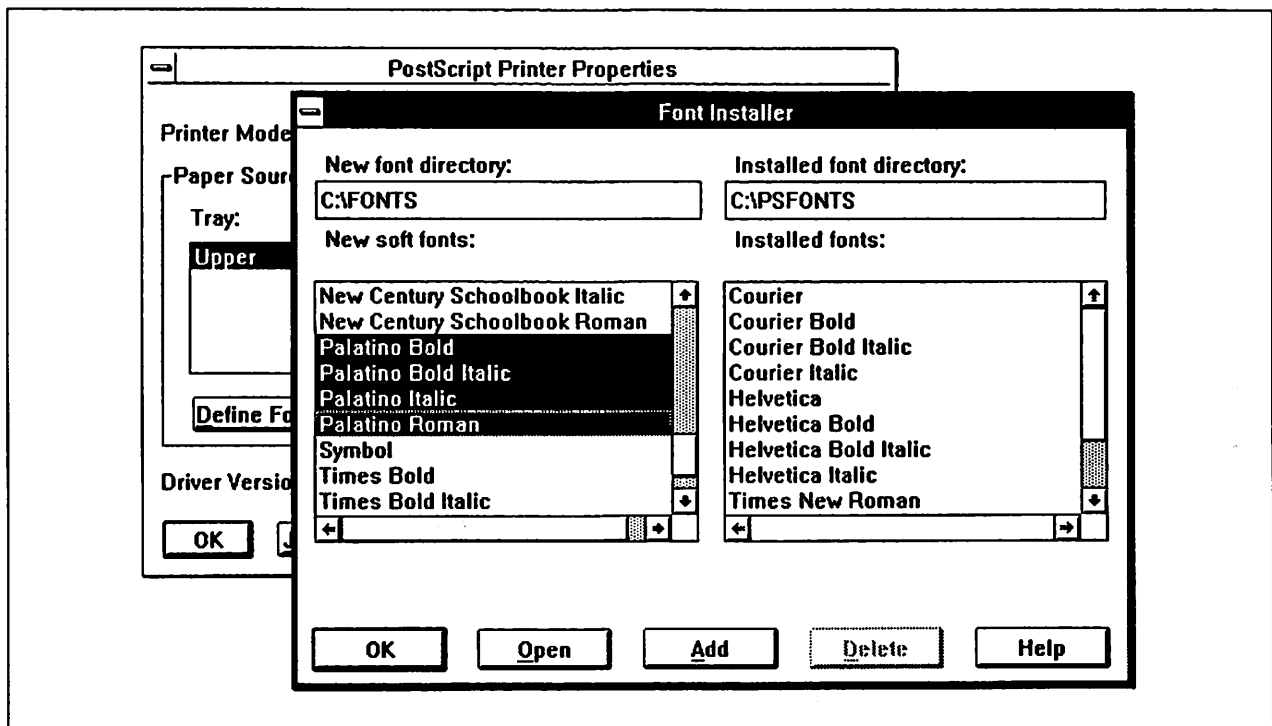 PostScript Printer Properties
Printer Mode
Paper Sour
Tray:
Upper
Define Fo
Driver Versio
OK
J
Font Installer
New font directory:
C:\FONTS
New soft fonts:
New Century Schoolbook Italic
New Century Schoolbook Roman
Palatino Bold
Palatino Bold Italic
Palatino Italic
Palatino Roman
Symbol
Times Bold
Times Bold Italic
Installed font directory:
C:\PSFONTS
Installed fonts:
Courier
Courier Bold
Courier Bold Italic
Courier Italic
Helvetica
Helvetica Bold
Helvetica Bold Italic
Helvetica Italic
Times New Roman
OK
Open
Add
Delete
Help